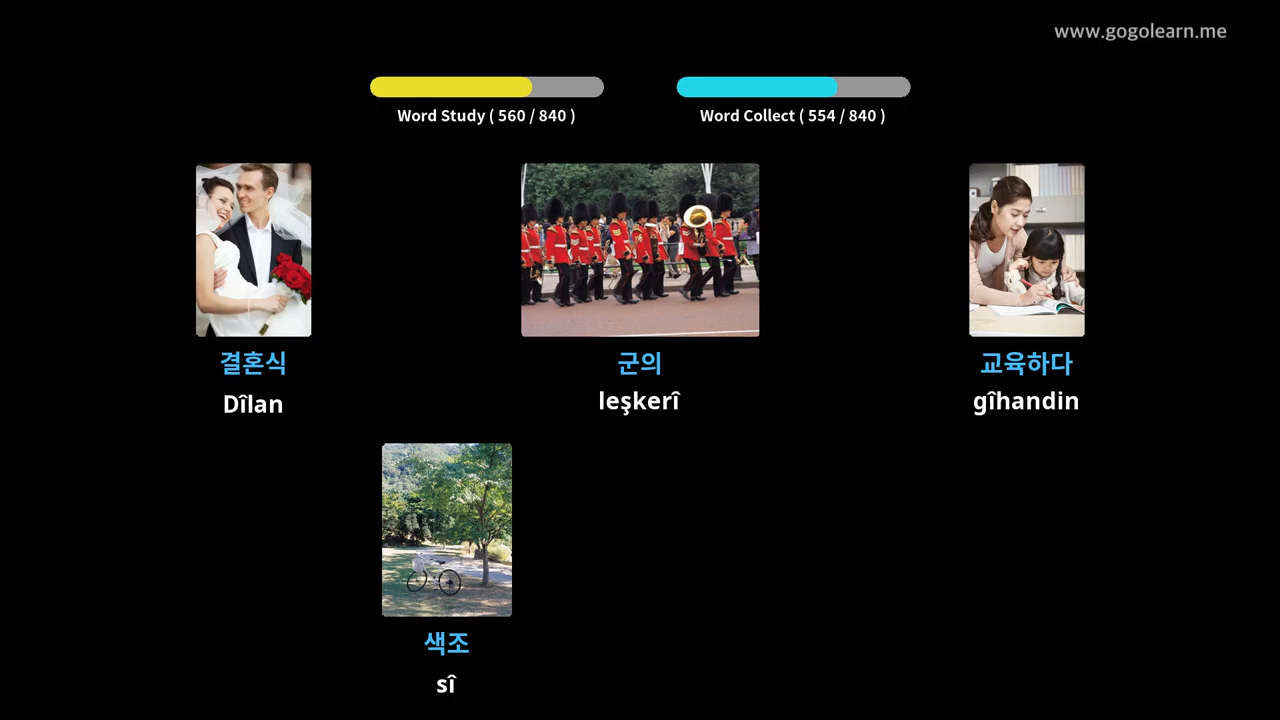 www.gogolearn.me
Word Study ( 560 / 840 )
Word Collect ( 554 / 840 )
결혼식
Dîlan
군의
leşkerî
교육하다
gîhandin
색조
sî